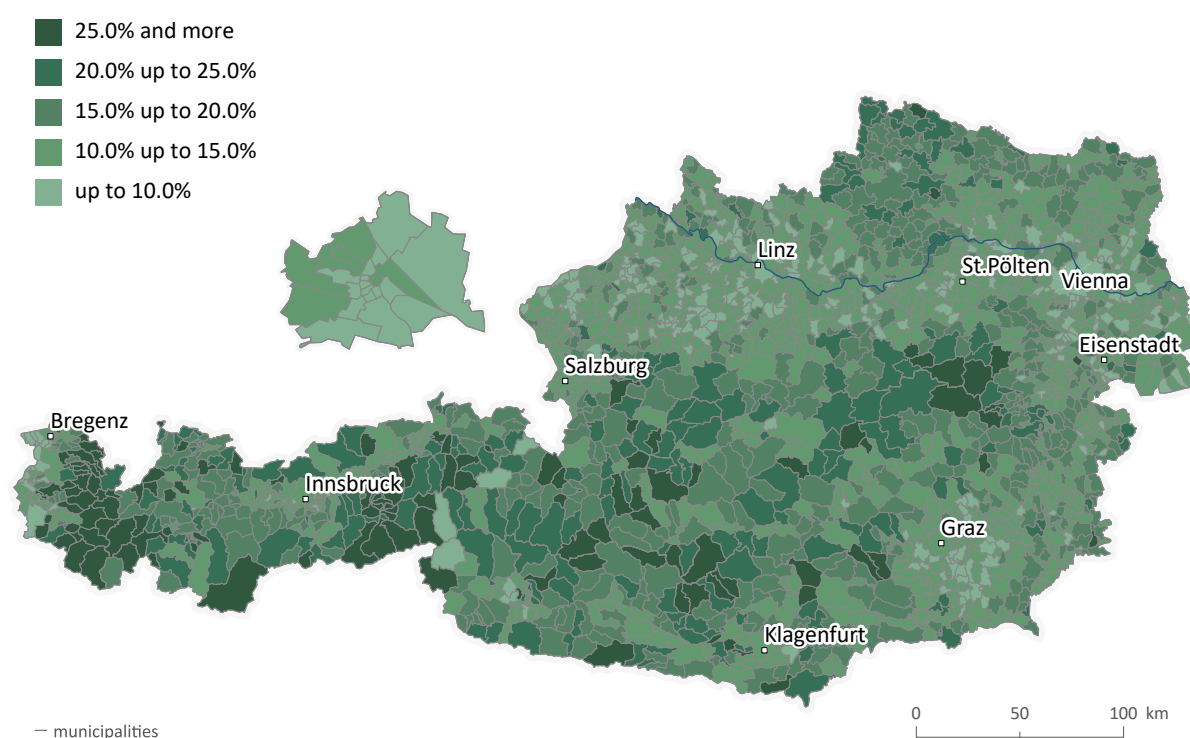 25.0% and more
20.0% up to 25.0%
15.0% up to 20.0%
10.0% up to 15.0%
up to 10.0%
Linz
St.Pölten
Vienna
Eisenstadt
Salzburg
Bregenz
Innsbruck
Graz
Klagenfurt
0 50 100 km
— municipalities